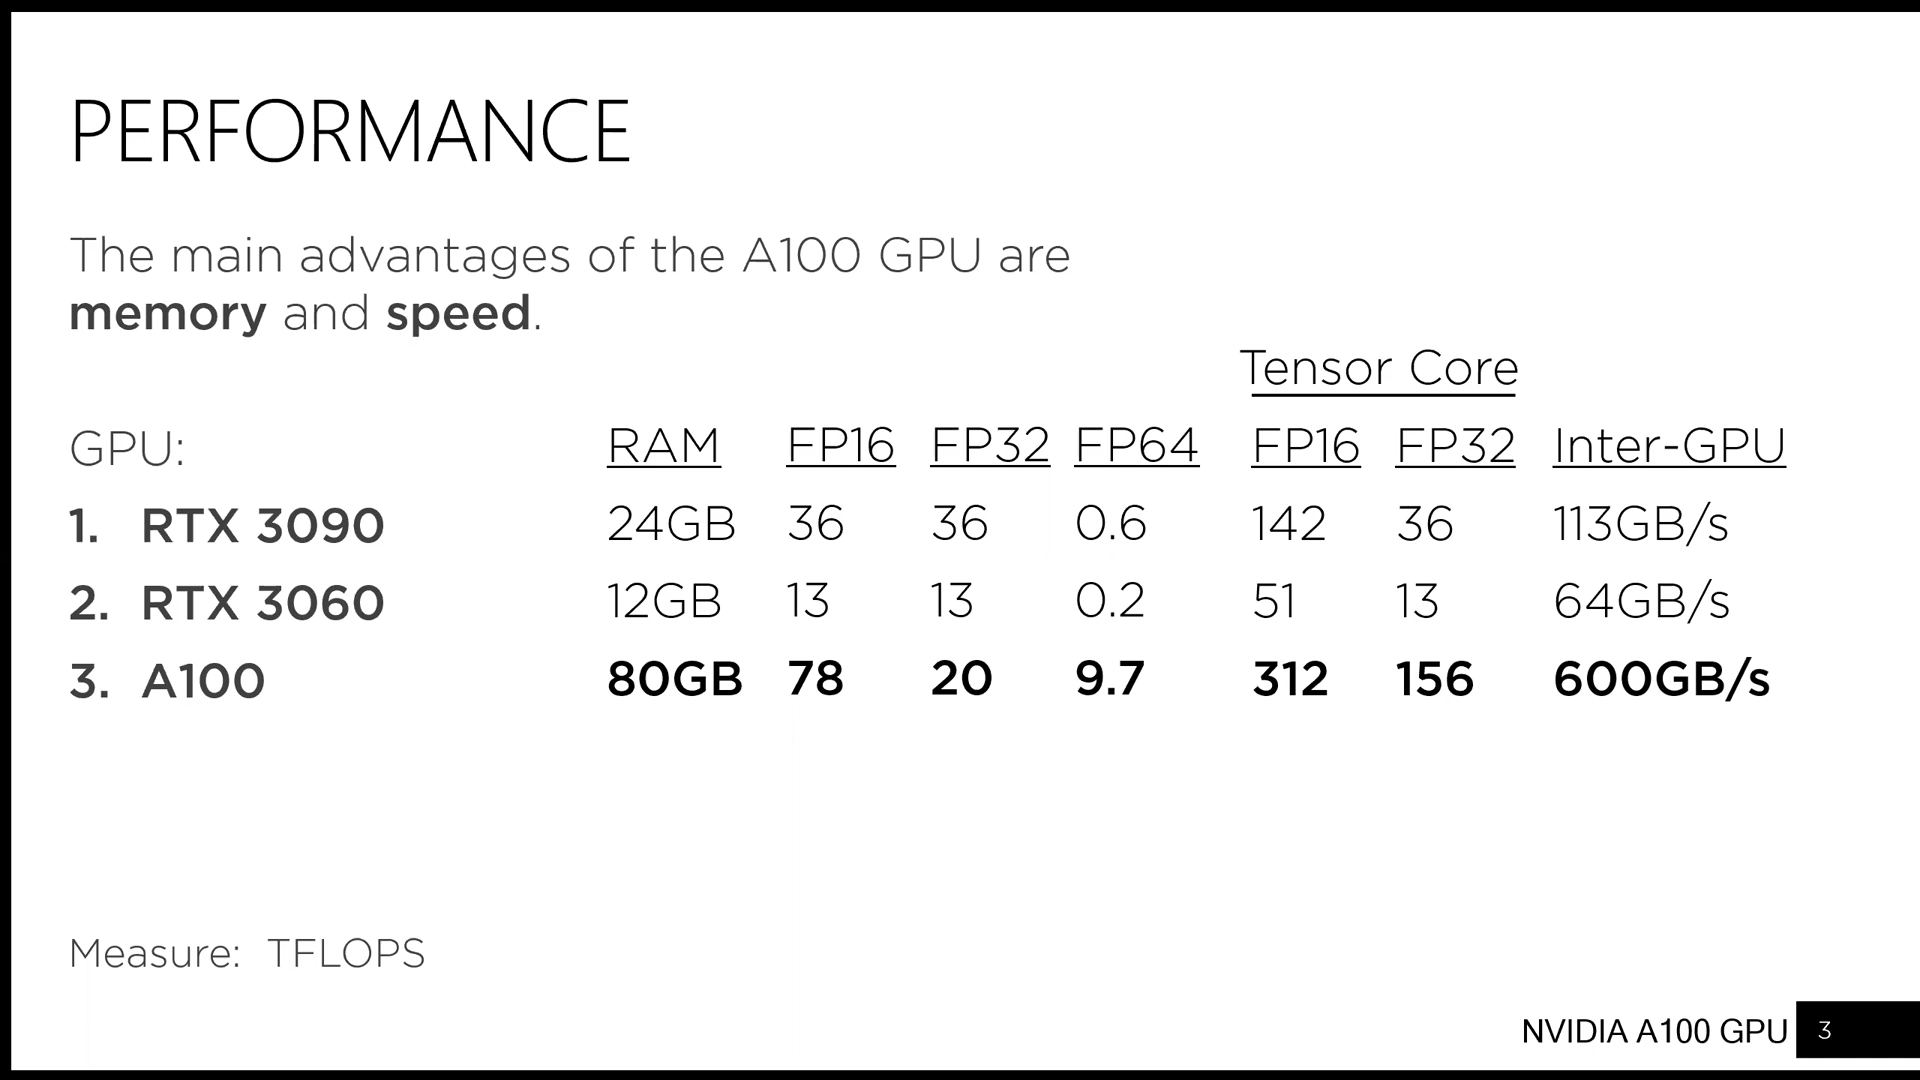 PERFORMANCE
The main advantages of the A100 GPU are
memory and speed.
Tensor Core
GPU: RAM FP16 FP32 FP64 FP16 FP32 Inter-GPU
1. RTX 3090 24GB 36 36 0.6 142 36 113GB/s
2. RTX 3060 12GB 13 13 0.2 51 13 64GB/s
3. A100 80GB 78 20 9.7 312 156 600GB/s
Measure: TFLOPS
NVIDIA A100 GPU 3